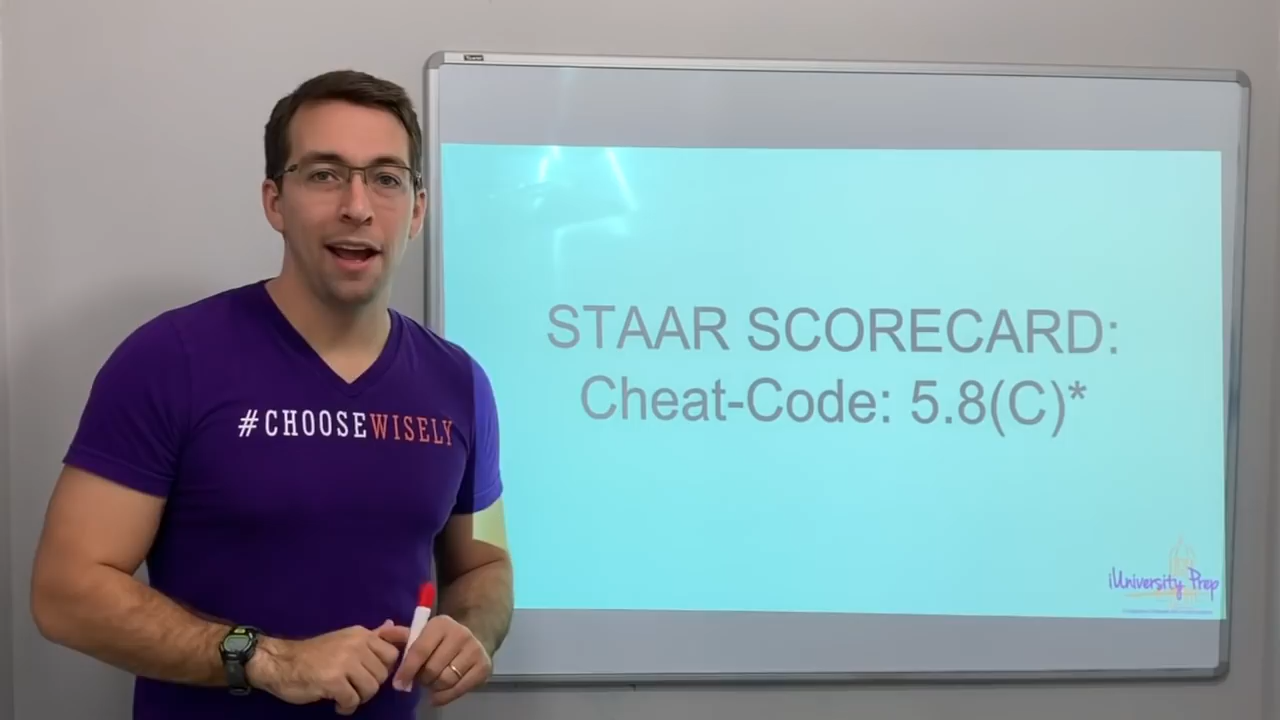 #CHOOSEWISELY
STAAR SCORECARD:
Cheat-Code: 5.8(C)*
iUniversity Prep